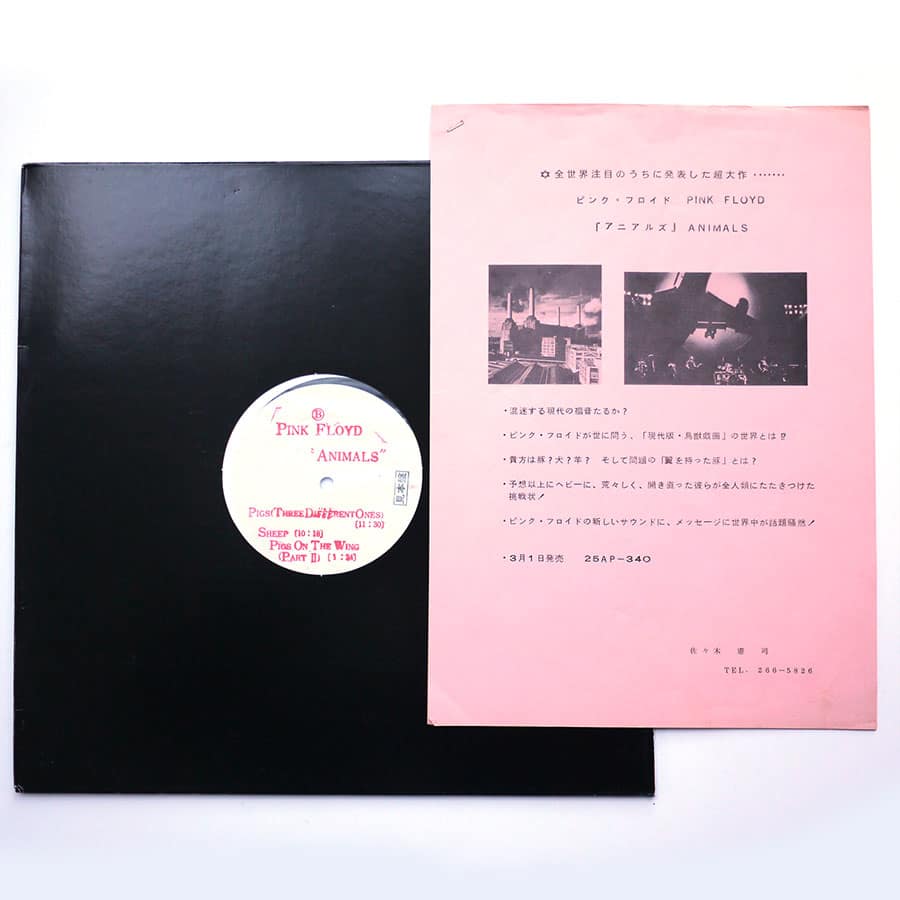 Ⓑ
PINK FLOYD
"ANIMALS"
見本盤
PIGS(THREE DIFFERENT ONES)
[11:30]
SHEEP [10:18]
PIGS ON THE WING
(PART II) [1:24]
✡全世界注目のうちに発表した超大作・・・・・・・
ピンク・フロイド PINK FLOYD
『アニアルズ』 ANIMALS
・混迷する現代の福音たるか？
・ピンク・フロイドが世に問う、「現代版・鳥獣戯画」の世界とは⁉
・貴方は豚？犬？羊？ そして問題の「翼を持った豚」とは？
・予想以上にヘビーに、荒々しく、開き直った彼らが全人類にたたきつけた
挑戦状！
・ピンク・フロイドの新しいサウンドに、メッセージに世界中が話題騒然！
・3月1日発売 25AP-340
佐々木 憲 司
TEL. 266-5826